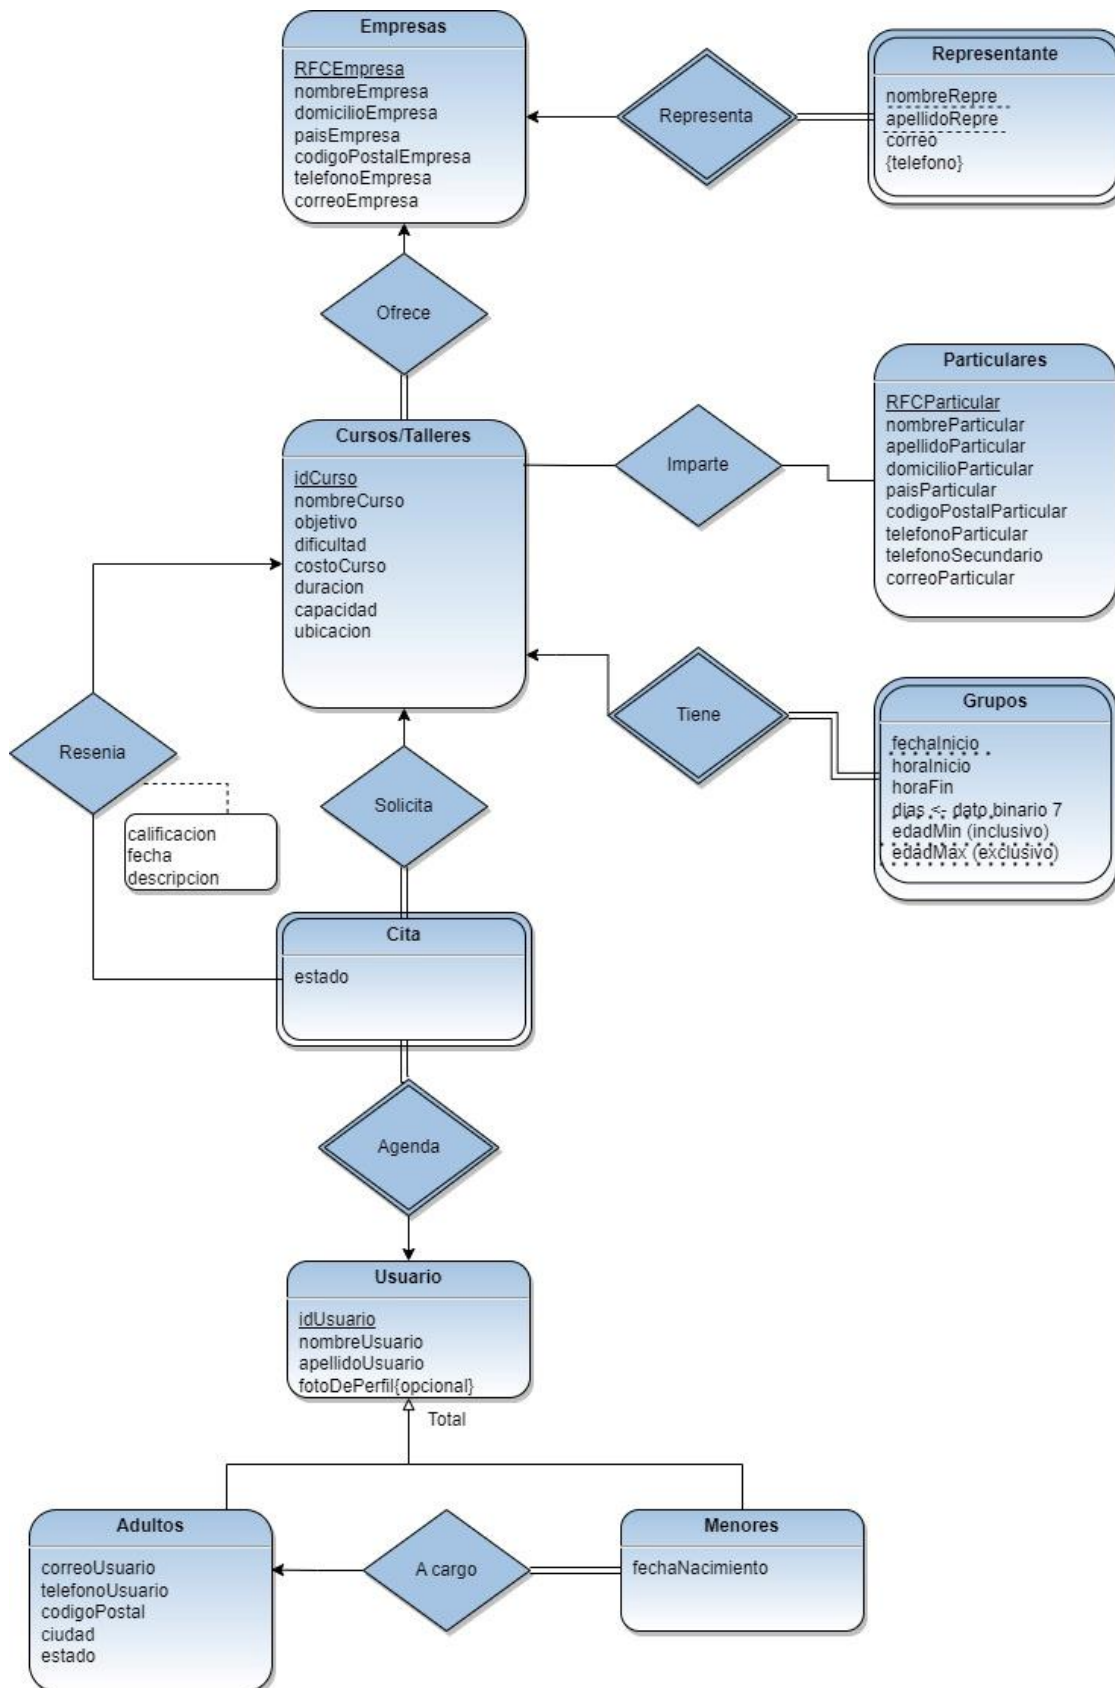 Empresas
RFCEmpresa
nombreEmpresa
domicilioEmpresa
paisEmpresa
codigoPostalEmpresa
telefonoEmpresa
correoEmpresa
Representa
Representante
nombreRepre
apellidoRepre
correo
{telefono}
Ofrece
Cursos/Talleres
idCurso
nombreCurso
objetivo
dificultad
costoCurso
duracion
capacidad
ubicacion
Imparte
Particulares
RFCParticular
nombreParticular
apellidoParticular
domicilioParticular
paisParticular
codigoPostalParticular
telefonoParticular
telefonoSecundario
correoParticular
Tiene
Grupos
fechaInicio
horaInicio
horaFin
dias <- dato binario 7
edadMin (inclusivo)
edadMax (exclusivo)
Resenia
calificacion
fecha
descripcion
Solicita
Cita
estado
Agenda
Usuario
idUsuario
nombreUsuario
apellidoUsuario
fotoDePerfil{opcional}
Total
Adultos
correoUsuario
telefonoUsuario
codigoPostal
ciudad
estado
A cargo
Menores
fechaNacimiento